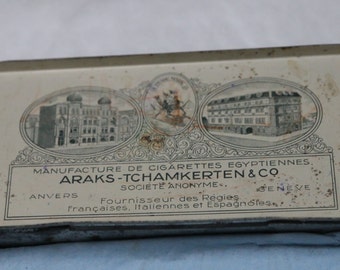 MANUFACTURE DE CIGARETTES EGYPTIENNES
ARAKS-TCHAMKERTEN & CO
SOCIÉTÉ ANONYME
ANVERS GENÈVE
Fournisseur des Régies
Françaises, Italiennes et Espagnoles